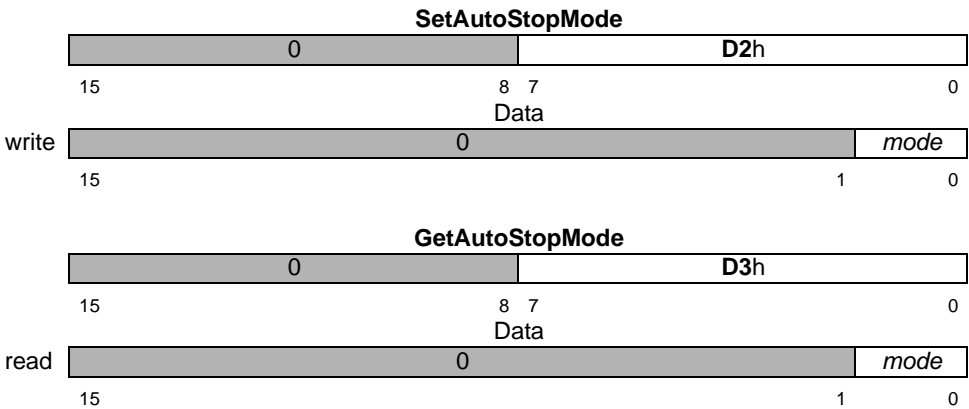 SetAutoStopMode
0 D2h
15 8 7 0
Data
write 0 mode
15 1 0
GetAutoStopMode
0 D3h
15 8 7 0
Data
read 0 mode
15 1 0